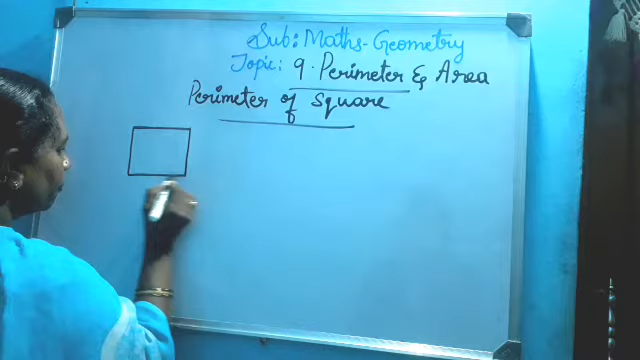 Sub: Maths-Geometry
Topic: 9. Perimeter & Area
Perimeter of square